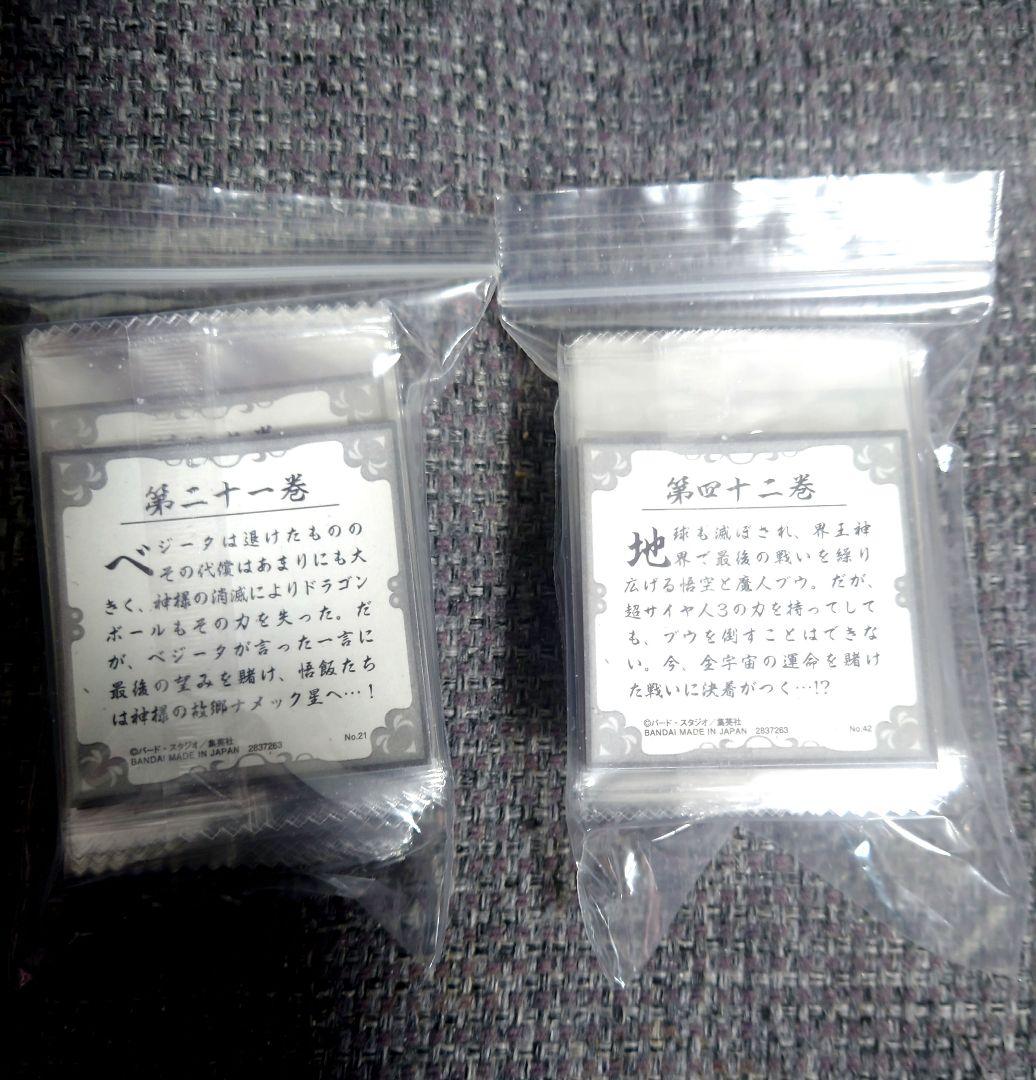 第二十一巻
ベジータは退けたものの
その代償はあまりにも大
きく、神様の消滅によりドラゴン
ボールもその力を失った。だ
が、ベジータが言った一言に
最後の望みを賭け、悟飯たち
は神様の故郷ナメック星へ…!
©バード・スタジオ/集英社
BANDAI MADE IN JAPAN 2837263
No.21
第四十二巻
地球も滅ぼされ、界王神
界で最後の戦いを繰り
広げる悟空と魔人ブウ。だが、
超サイヤ人3の力を持ってして
も、ブウを倒すことはできな
い。今、全宇宙の運命を賭け
た戦いに決着がつく…!?
©バード・スタジオ/集英社
BANDAI MADE IN JAPAN 2837263
No.42